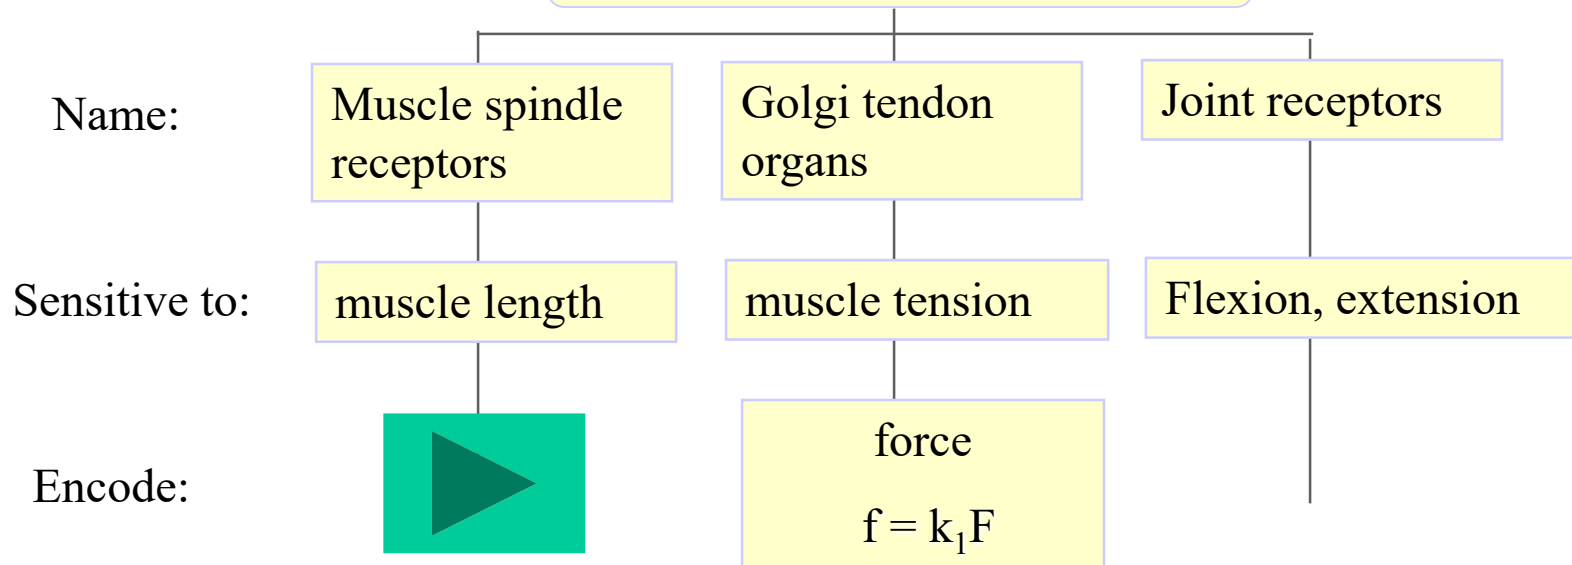 Name:
Muscle spindle
receptors
Golgi tendon
organs
Joint receptors
Sensitive to:
muscle length
muscle tension
Flexion, extension
Encode:
force
f = k₁F